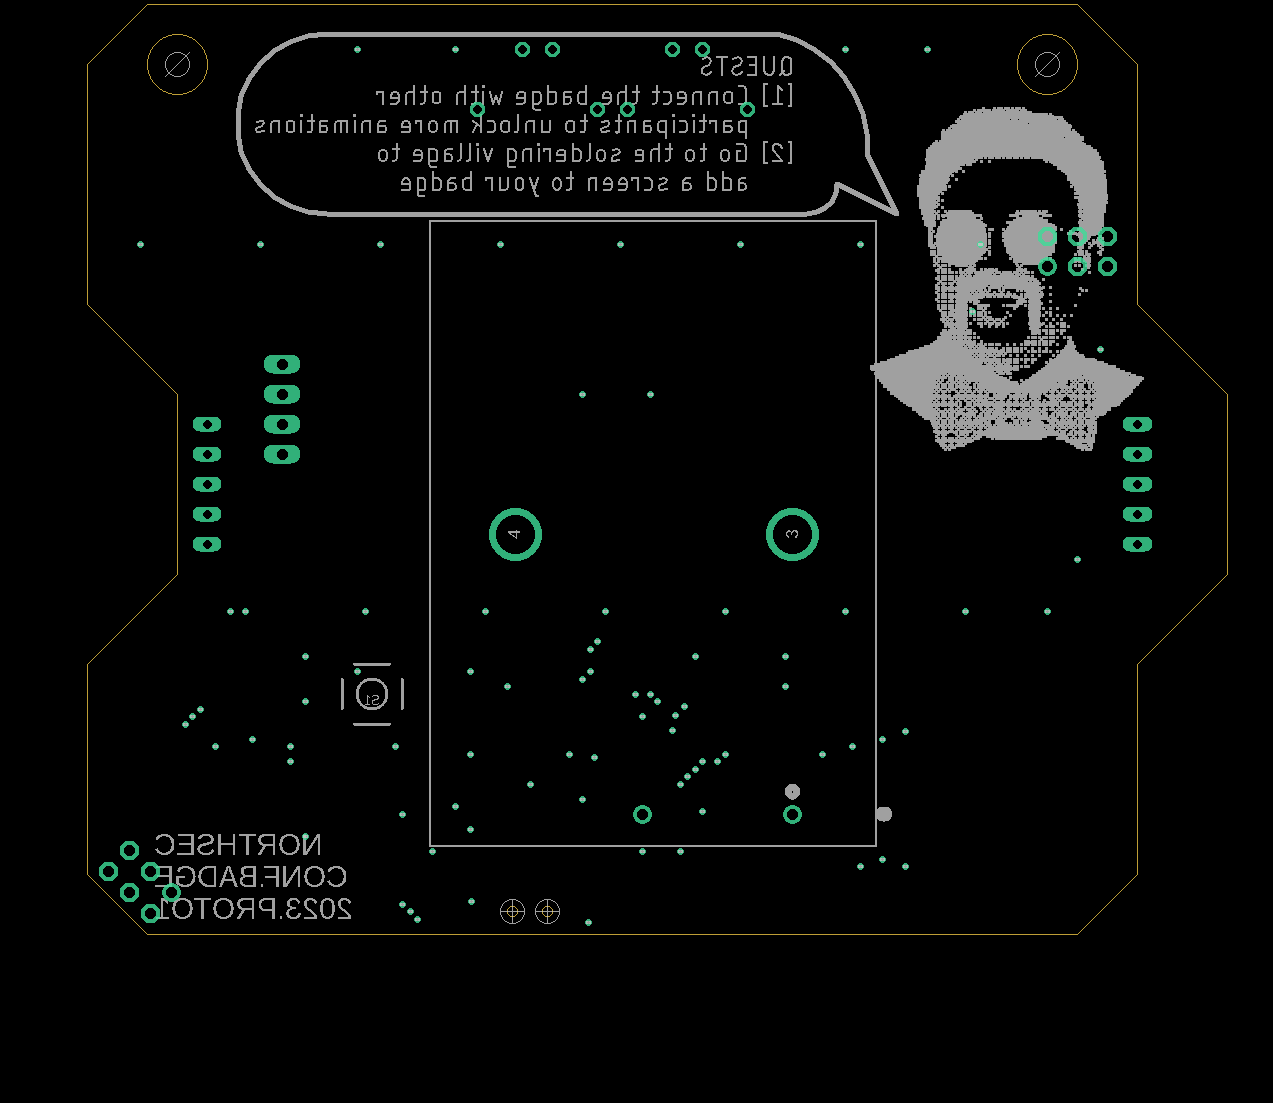 QUESTS
[1] Connect the badge with other
participants to unlock more animations
[2] Go to the soldering village to
add a screen to your badge
4
3
S1
NORTHSEC
CONF.BADGE
2023.PROTO1